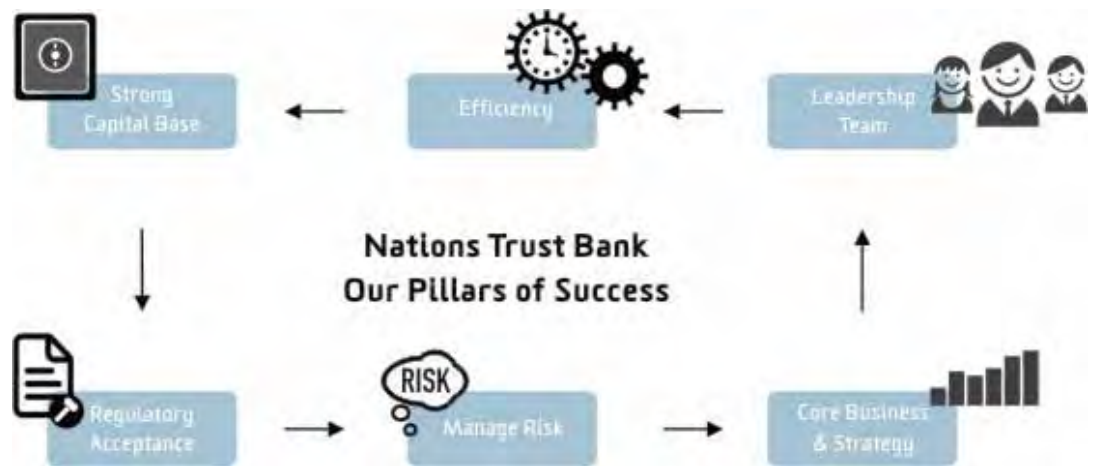 Strong
Capital Base
Efficiency
Leadership
Team
Nations Trust Bank
Our Pillars of Success
Regulatory
Acceptance
RISK
Manage Risk
Core Business
& Strategy